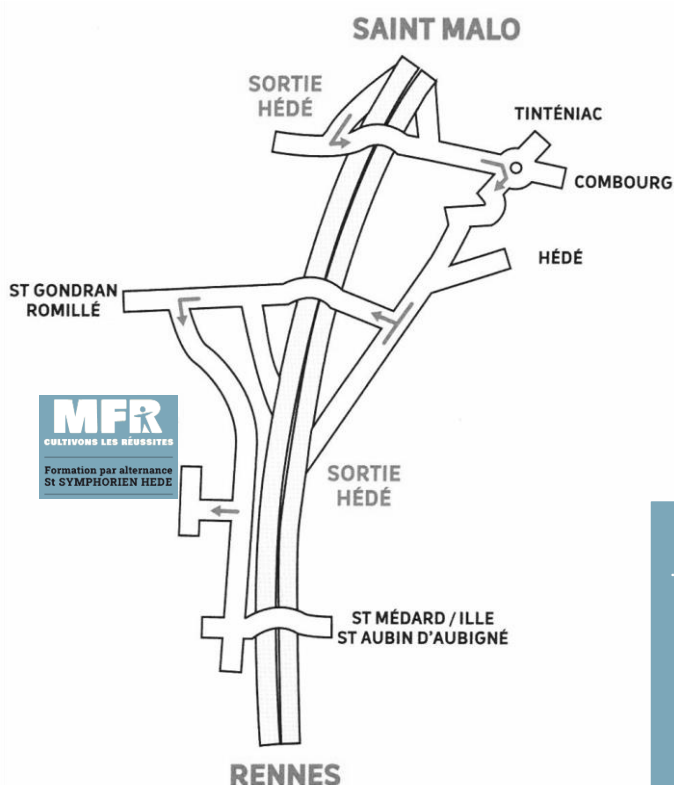 SAINT MALO
SORTIE
HÉDÉ
TINTÉNIAC
COMBOURG
HÉDÉ
ST GONDRAN
ROMILLÉ
MFR
CULTIVONS LES RÉUSSITES
Formation par alternance
St SYMPHORIEN HEDE
SORTIE
HÉDÉ
ST MÉDARD / ILLE
ST AUBIN D'AUBIGNÉ
RENNES